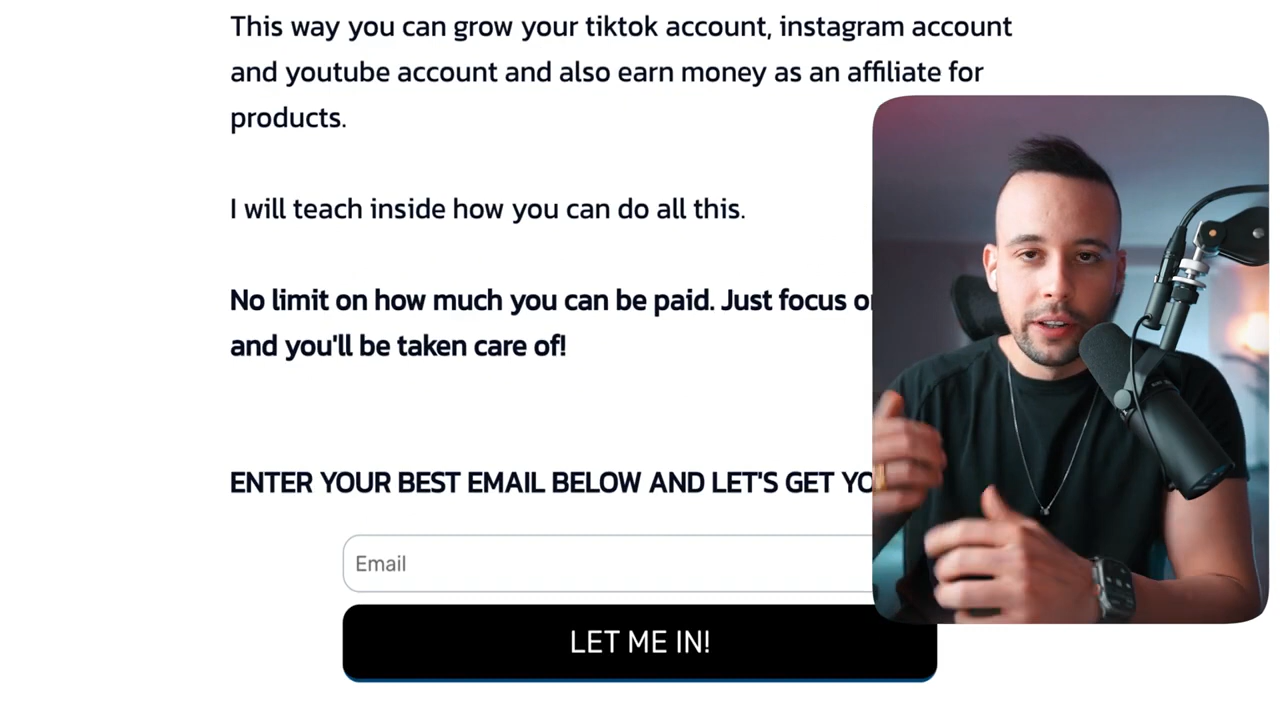 This way you can grow your tiktok account, instagram account
and youtube account and also earn money as an affiliate for
products.
I will teach inside how you can do all this.
No limit on how much you can be paid. Just focus
and you'll be taken care of!
ENTER YOUR BEST EMAIL BELOW AND LET'S GET
Email
LET ME IN!